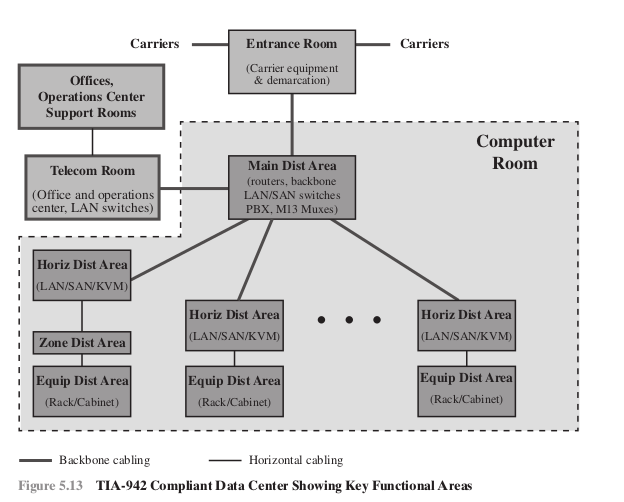 Carriers
Entrance Room
(Carrier equipment
& demarcation)
Carriers
Offices,
Operations Center
Support Rooms
Computer
Room
Telecom Room
(Office and operations
center, LAN switches)
Main Dist Area
(routers, backbone
LAN/SAN switches
PBX, M13 Muxes)
Horiz Dist Area
(LAN/SAN/KVM)
Zone Dist Area
Equip Dist Area
(Rack/Cabinet)
Horiz Dist Area
(LAN/SAN/KVM)
Equip Dist Area
(Rack/Cabinet)
Horiz Dist Area
(LAN/SAN/KVM)
Equip Dist Area
(Rack/Cabinet)
Backbone cabling
Horizontal cabling
Figure 5.13 TIA-942 Compliant Data Center Showing Key Functional Areas